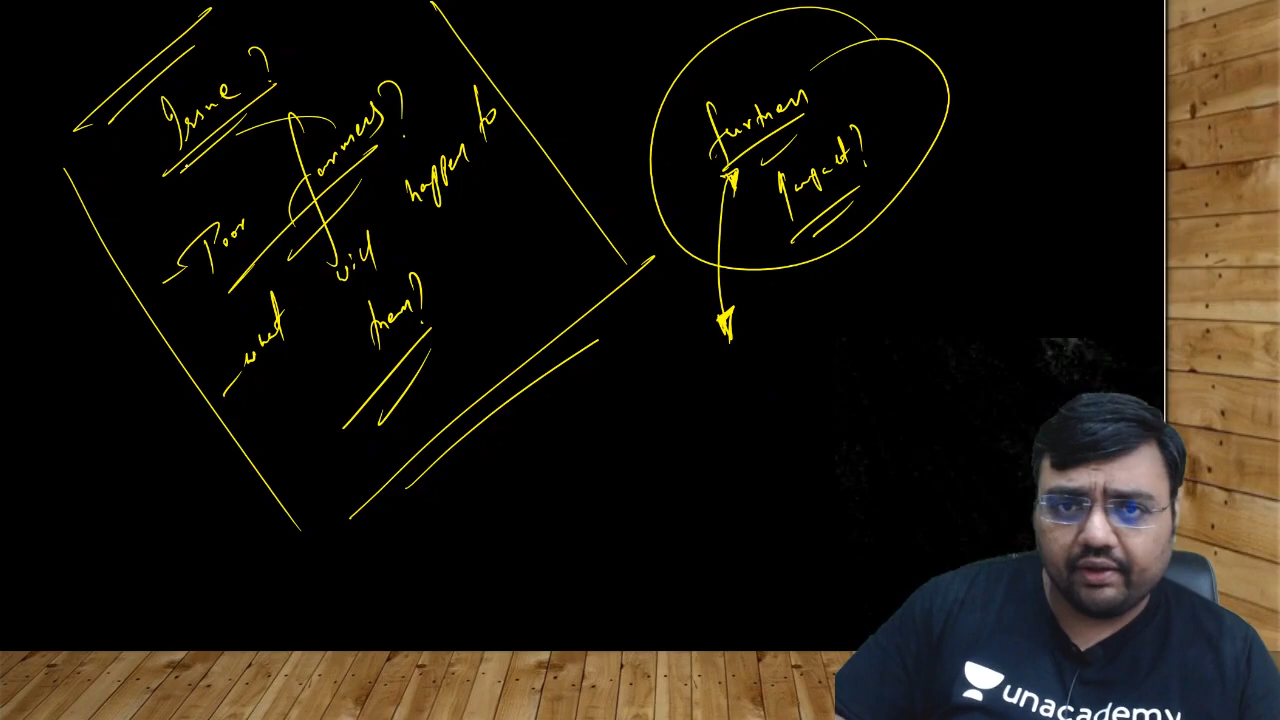 Issue?
- Poor farmers?
- what will happen to
them?
further
impact?
unacademy